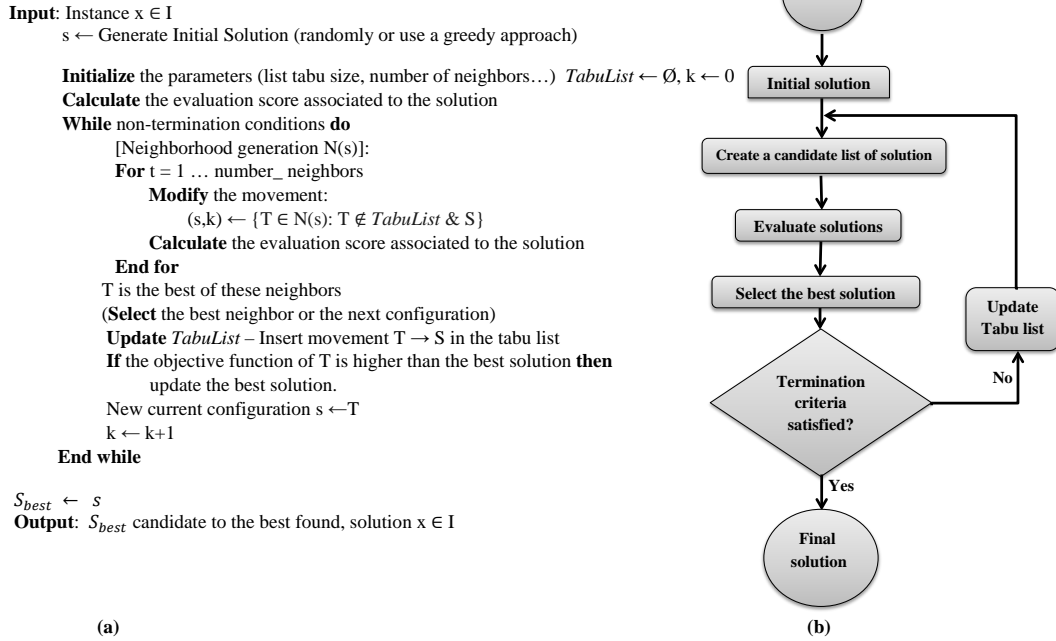 Input: Instance x ∈ I
s ← Generate Initial Solution (randomly or use a greedy approach)
Initialize the parameters (list tabu size, number of neighbors…) TabuList ← Ø, k ← 0
Calculate the evaluation score associated to the solution
While non-termination conditions do
[Neighborhood generation N(s)]:
For t = 1 … number_ neighbors
Modify the movement:
(s,k) ← {T ∈ N(s): T ∉ TabuList & S}
Calculate the evaluation score associated to the solution
End for
T is the best of these neighbors
(Select the best neighbor or the next configuration)
Update TabuList – Insert movement T → S in the tabu list
If the objective function of T is higher than the best solution then
update the best solution.
New current configuration s ←T
k ← k+1
End while
S_best ← s
Output: S_best candidate to the best found, solution x ∈ I
(a)
Initial solution
Create a candidate list of solution
Evaluate solutions
Select the best solution
Update
Tabu list
No
Termination
criteria
satisfied?
Yes
Final
solution
(b)